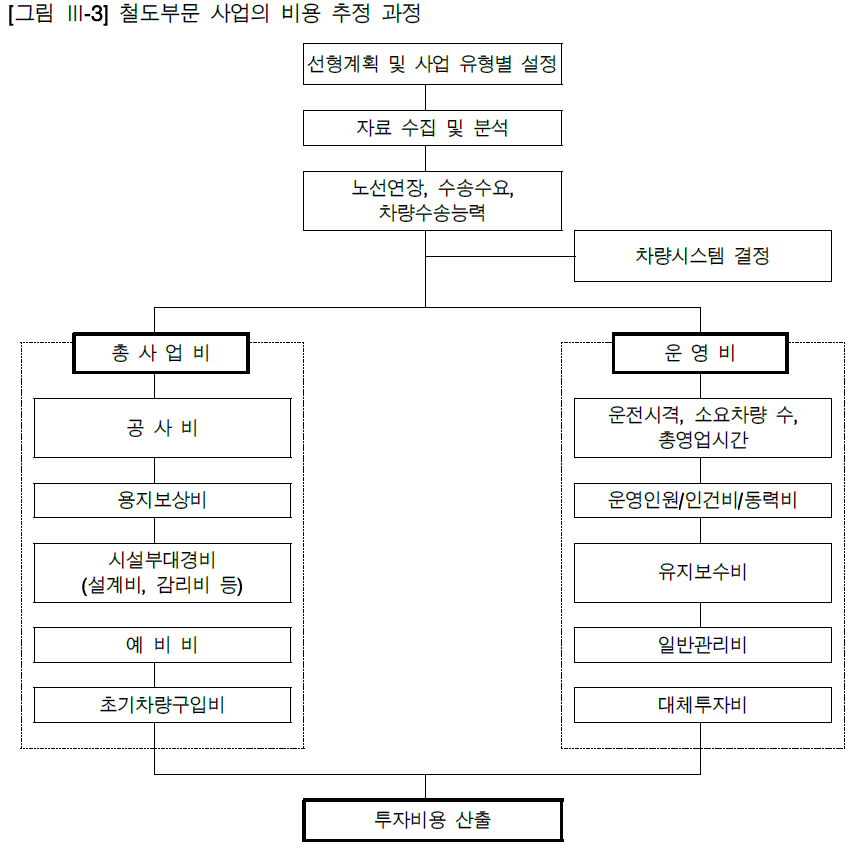 [그림 Ⅲ-3] 철도부문 사업의 비용 추정 과정
선형계획 및 사업 유형별 설정
자료 수집 및 분석
노선연장, 수송수요,
차량수송능력
차량시스템 결정
총 사 업 비
공 사 비
용지보상비
시설부대경비
(설계비, 감리비 등)
예 비 비
초기차량구입비
운 영 비
운전시격, 소요차량 수,
총영업시간
운영인원/인건비/동력비
유지보수비
일반관리비
대체투자비
투자비용 산출